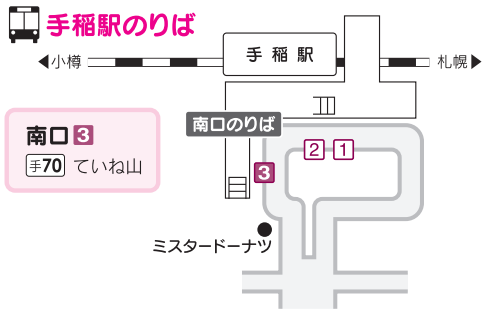 手稲駅のりば
◀小樽
手稲駅
札幌▶
南口 3
手70 ていね山
南口のりば
2 1
3
ミスタードーナツ